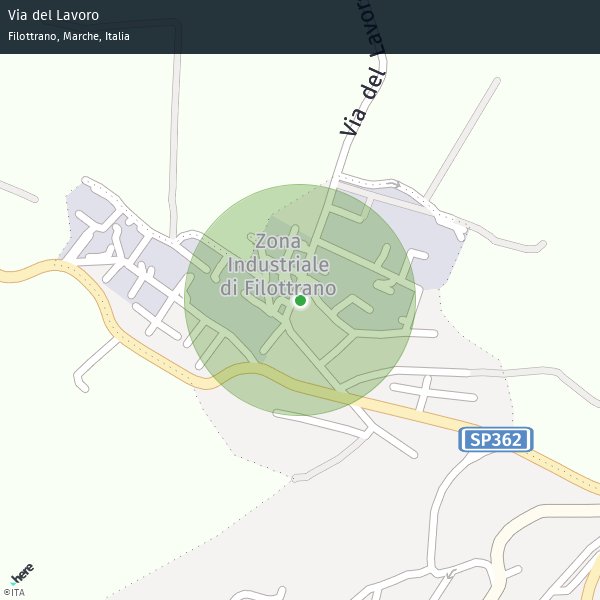 Via del Lavoro
Filottrano, Marche, Italia
Via del Lavoro
Zona
Industriale
di Filottrano
SP362
here
©ITA